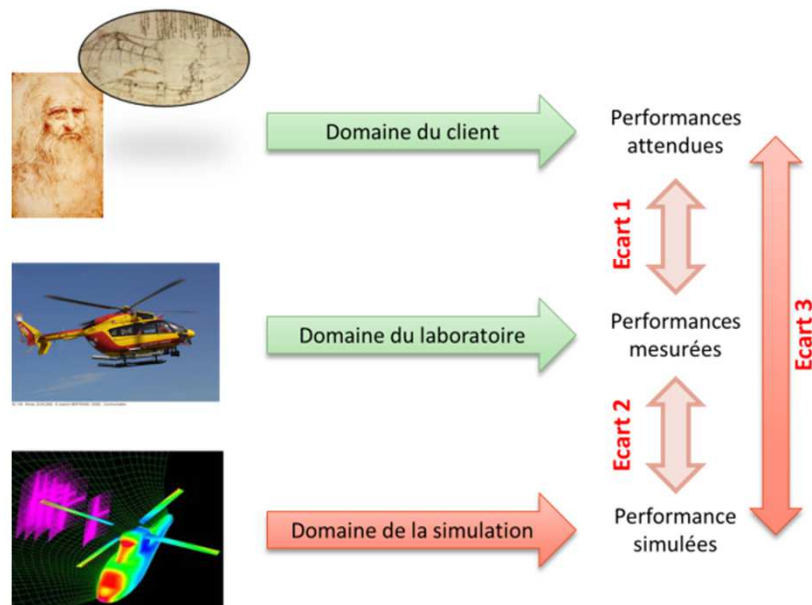 Domaine du client
Performances
attendues
Ecart 1
Domaine du laboratoire
Performances
mesurées
Ecart 2
Ecart 3
Domaine de la simulation
Performance
simulées